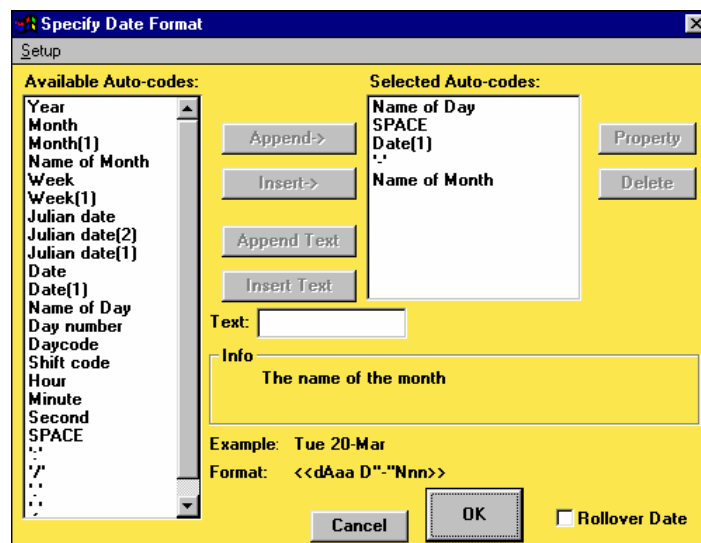 Specify Date Format
Setup
Available Auto-codes:
Year
Month
Month(1)
Name of Month
Week
Week(1)
Julian date
Julian date(2)
Julian date(1)
Date
Date(1)
Name of Day
Day number
Daycode
Shift code
Hour
Minute
Second
SPACE
':'
'/'
Append->
Insert->
Append Text
Insert Text
Selected Auto-codes:
Name of Day
SPACE
Date(1)
'-'
Name of Month
Property
Delete
Text:
Info
The name of the month
Example: Tue 20-Mar
Format: <<dAaa D"-"Nnn>>
Cancel
OK
Rollover Date